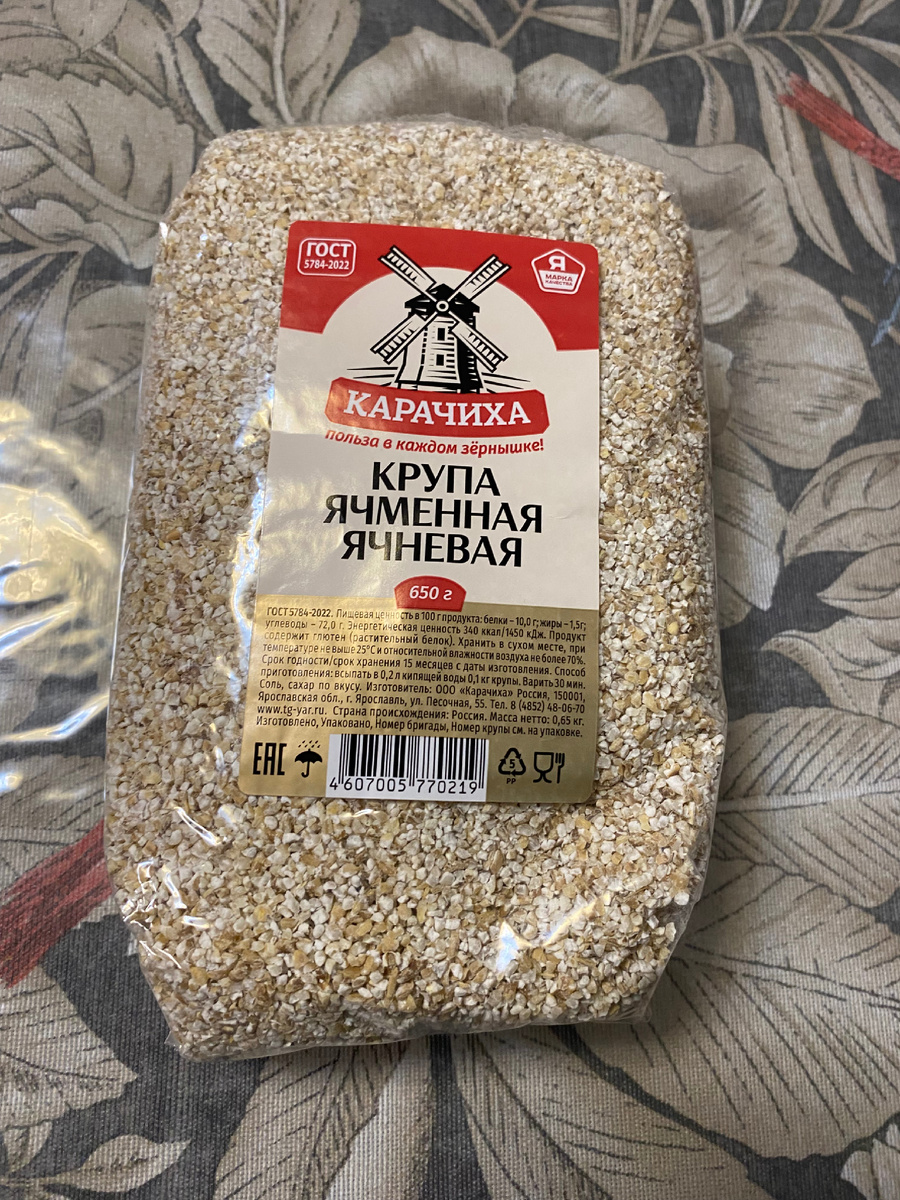 ГОСТ
5784-2022
Я
МАРКА
КАЧЕСТВА
КАРАЧИХА
польза в каждом зёрнышке!
КРУПА
ЯЧМЕННАЯ
ЯЧНЕВАЯ
650 г
ГОСТ 5784-2022. Пищевая ценность в 100 г продукта: белки – 10,0 г; жиры – 1,5г;
углеводы – 72,0 г. Энергетическая ценность 340 ккал/1450 кДж. Продукт
содержит глютен (растительный белок). Хранить в сухом месте, при
температуре не выше 25°С и относительной влажности воздуха не более 70%.
Срок годности/срок хранения 15 месяцев с даты изготовления. Способ
приготовления: всыпать в 0,2 л кипящей воды 0,1 кг крупы. Варить 30 мин.
Соль, сахар по вкусу. Изготовитель: ООО «Карачиха» Россия, 150001,
Ярославская обл., г. Ярославль, ул. Песочная, 55. Тел. 8 (4852) 48-06-70
www.tg-yar.ru. Страна происхождения: Россия. Масса нетто: 0,65 кг.
Изготовлено, Упаковано, Номер бригады, Номер крупы см. на упаковке.
ЕАС
4 607005 770219
5
PP